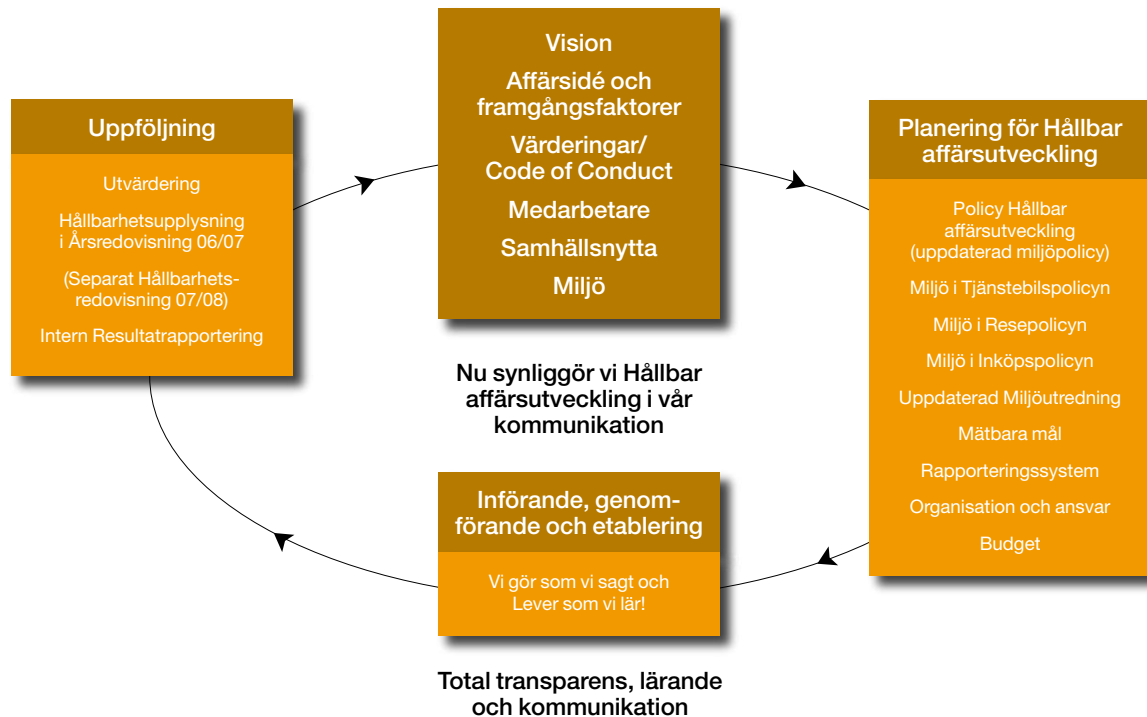 Vision
Affärsidé och
framgångsfaktorer
Värderingar/
Code of Conduct
Medarbetare
Samhällsnytta
Miljö
Nu synliggör vi Hållbar
affärsutveckling i vår
kommunikation
Planering för Hållbar
affärsutveckling
Policy Hållbar
affärsutveckling
(uppdaterad miljöpolicy)
Miljö i Tjänstebilspolicyn
Miljö i Resepolicyn
Miljö i Inköpspolicyn
Uppdaterad Miljöutredning
Mätbara mål
Rapporteringssystem
Organisation och ansvar
Budget
Införande, genom-
förande och etablering
Vi gör som vi sagt och
Lever som vi lär!
Total transparens, lärande
och kommunikation
Uppföljning
Utvärdering
Hållbarhetsupplysning
i Årsredovisning 06/07
(Separat Hållbarhets-
redovisning 07/08)
Intern Resultatrapportering